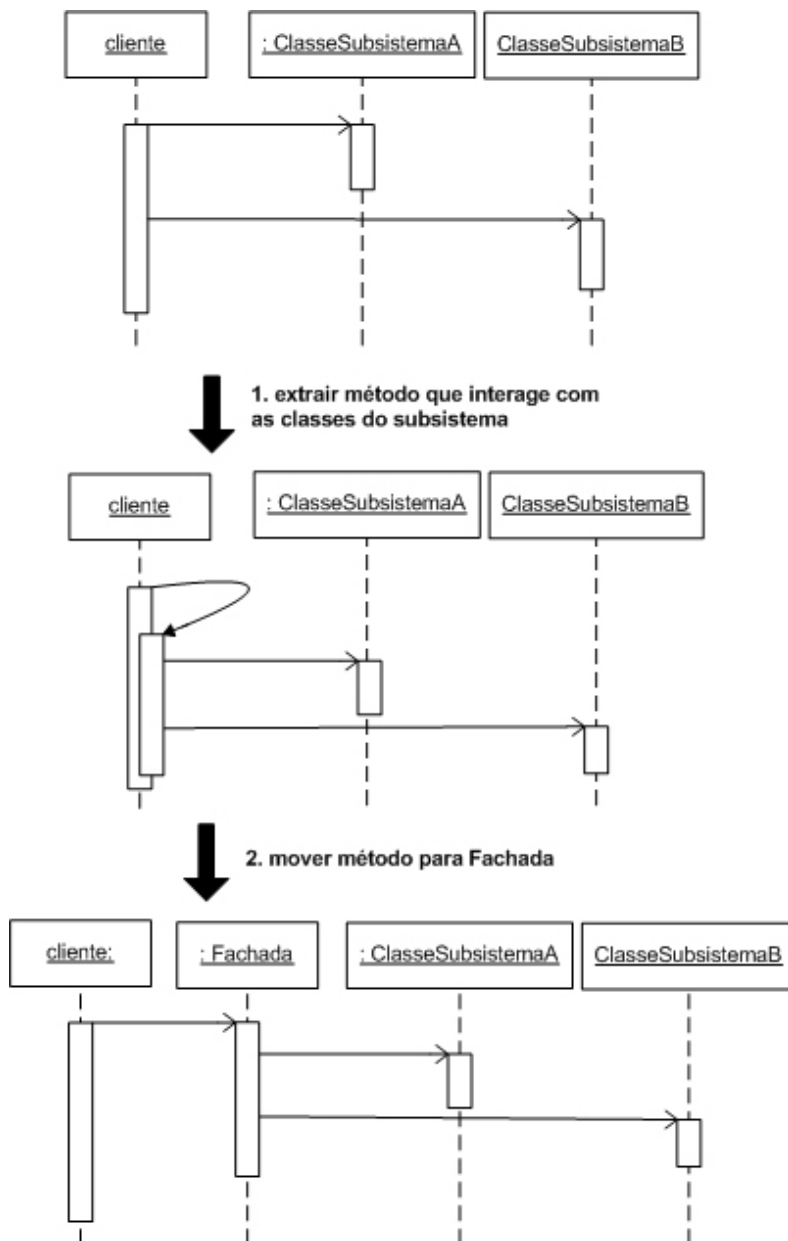 cliente
: ClasseSubsistemaA
ClasseSubsistemaB
1. extrair método que interage com
as classes do subsistema
cliente
: ClasseSubsistemaA
ClasseSubsistemaB
2. mover método para Fachada
cliente:
: Fachada
: ClasseSubsistemaA
ClasseSubsistemaB